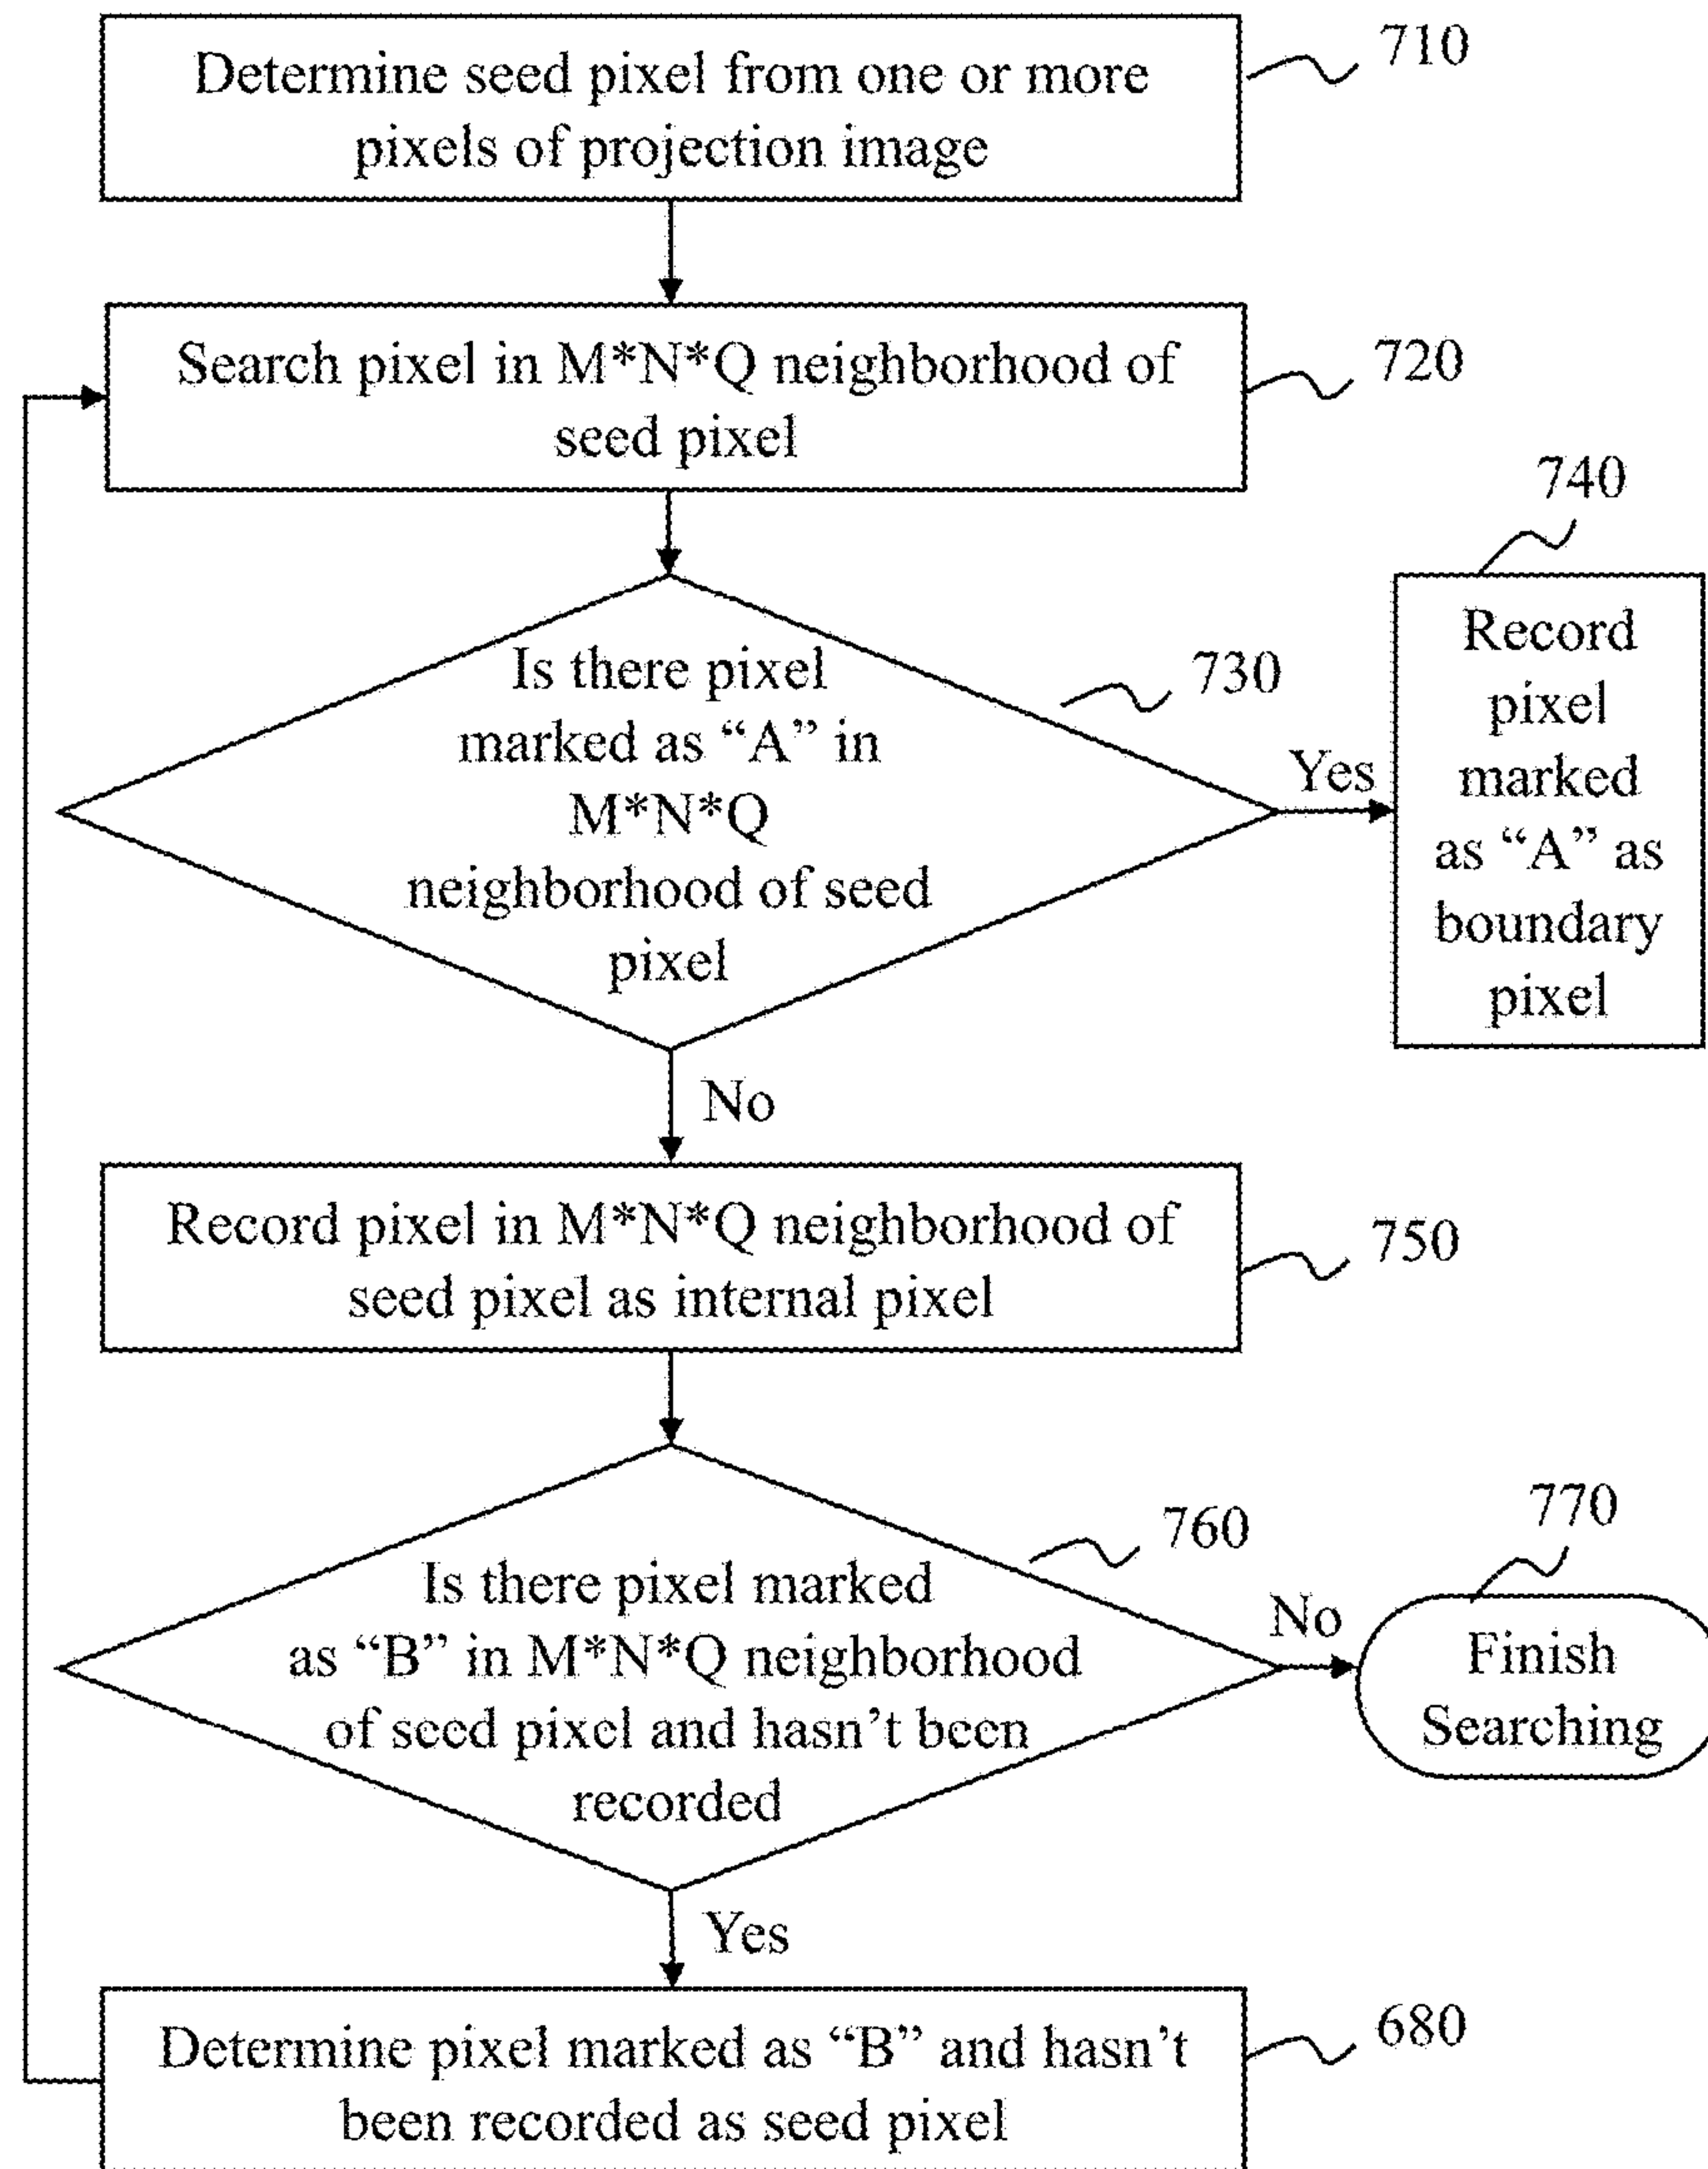 Determine seed pixel from one or more
pixels of projection image
710
Search pixel in M*N*Q neighborhood of
seed pixel
720
Is there pixel
marked as “A” in
M*N*Q
neighborhood of seed
pixel
730
Yes
740
Record
pixel
marked
as “A” as
boundary
pixel
No
Record pixel in M*N*Q neighborhood of
seed pixel as internal pixel
750
Is there pixel marked
as “B” in M*N*Q neighborhood
of seed pixel and hasn’t been
recorded
760
No
770
Finish
Searching
Yes
Determine pixel marked as “B” and hasn’t
been recorded as seed pixel
680